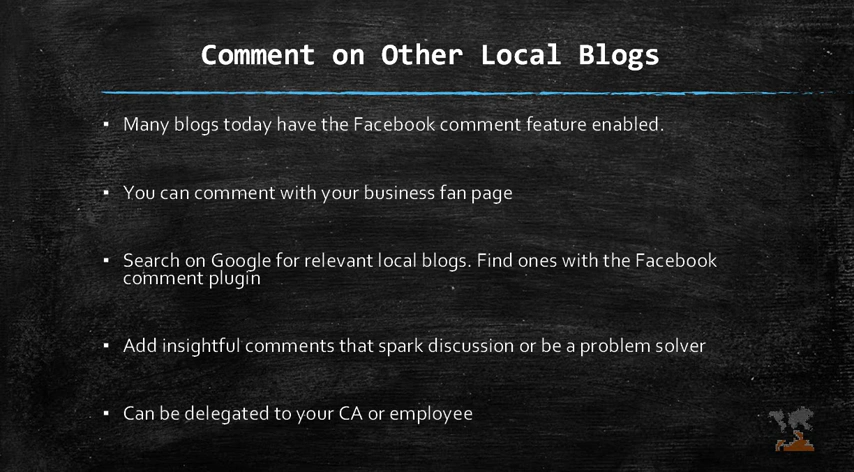 Comment on Other Local Blogs
▪ Many blogs today have the Facebook comment feature enabled.
▪ You can comment with your business fan page
▪ Search on Google for relevant local blogs. Find ones with the Facebook
comment plugin
▪ Add insightful comments that spark discussion or be a problem solver
▪ Can be delegated to your CA or employee